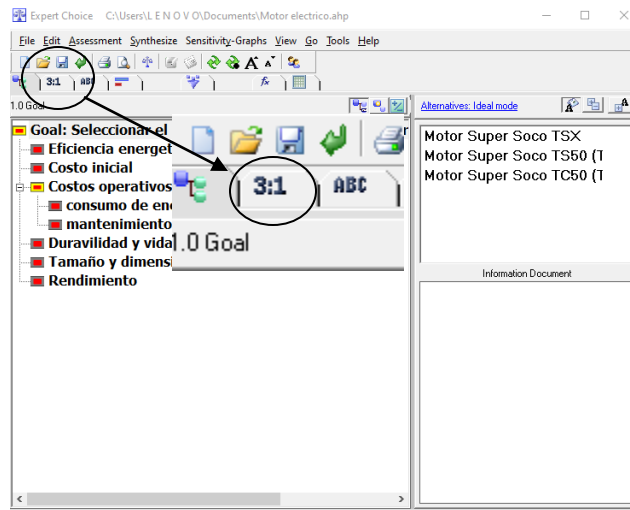 Expert Choice C:\Users\L E N O V O\Documents\Motor electrico.ahp
File Edit Assessment Synthesize Sensitivity-Graphs View Go Tools Help
3:1 ABC
1.0 Goal
Alternatives: Ideal mode
Goal: Seleccionar el
Eficiencia energet
Costo inicial
Costos operativos
consumo de en
mantenimiento
Duravilidad y vida
Tamaño y dimens
Rendimiento
3:1 ABC
1.0 Goal
Motor Super Soco TSX
Motor Super Soco TS50 (T
Motor Super Soco TC50 (T
Information Document